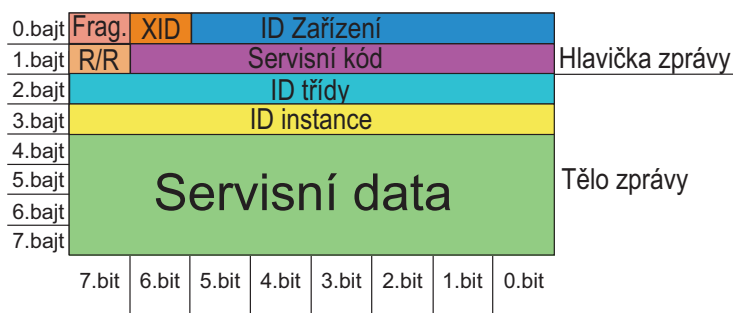 0.bajt Frag. XID ID Zařízení
1.bajt R/R Servisní kód Hlavička zprávy
2.bajt ID třídy
3.bajt ID instance
4.bajt
5.bajt Servisní data Tělo zprávy
6.bajt
7.bajt
7.bit 6.bit 5.bit 4.bit 3.bit 2.bit 1.bit 0.bit